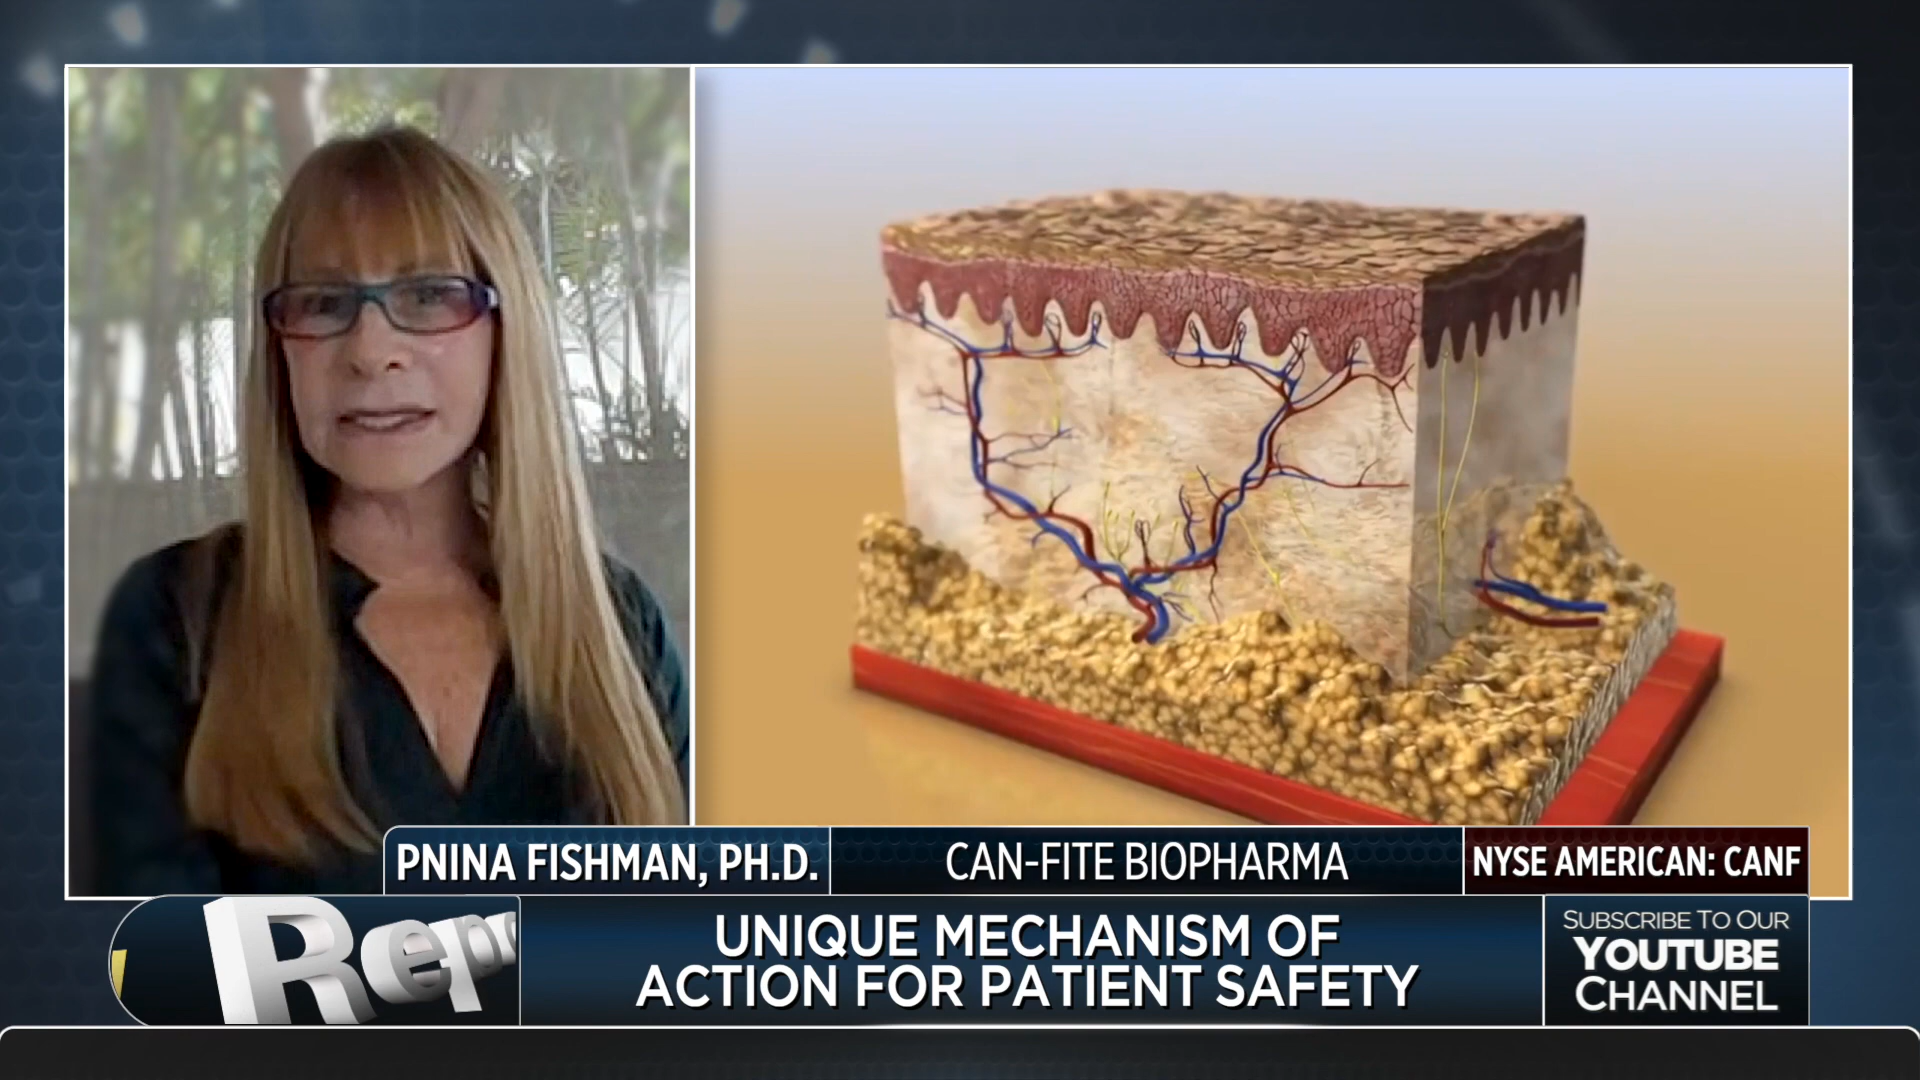 PNINA FISHMAN, PH.D.
CAN-FITE BIOPHARMA
NYSE AMERICAN: CANF
UNIQUE MECHANISM OF
ACTION FOR PATIENT SAFETY
SUBSCRIBE TO OUR
YOUTUBE
CHANNEL